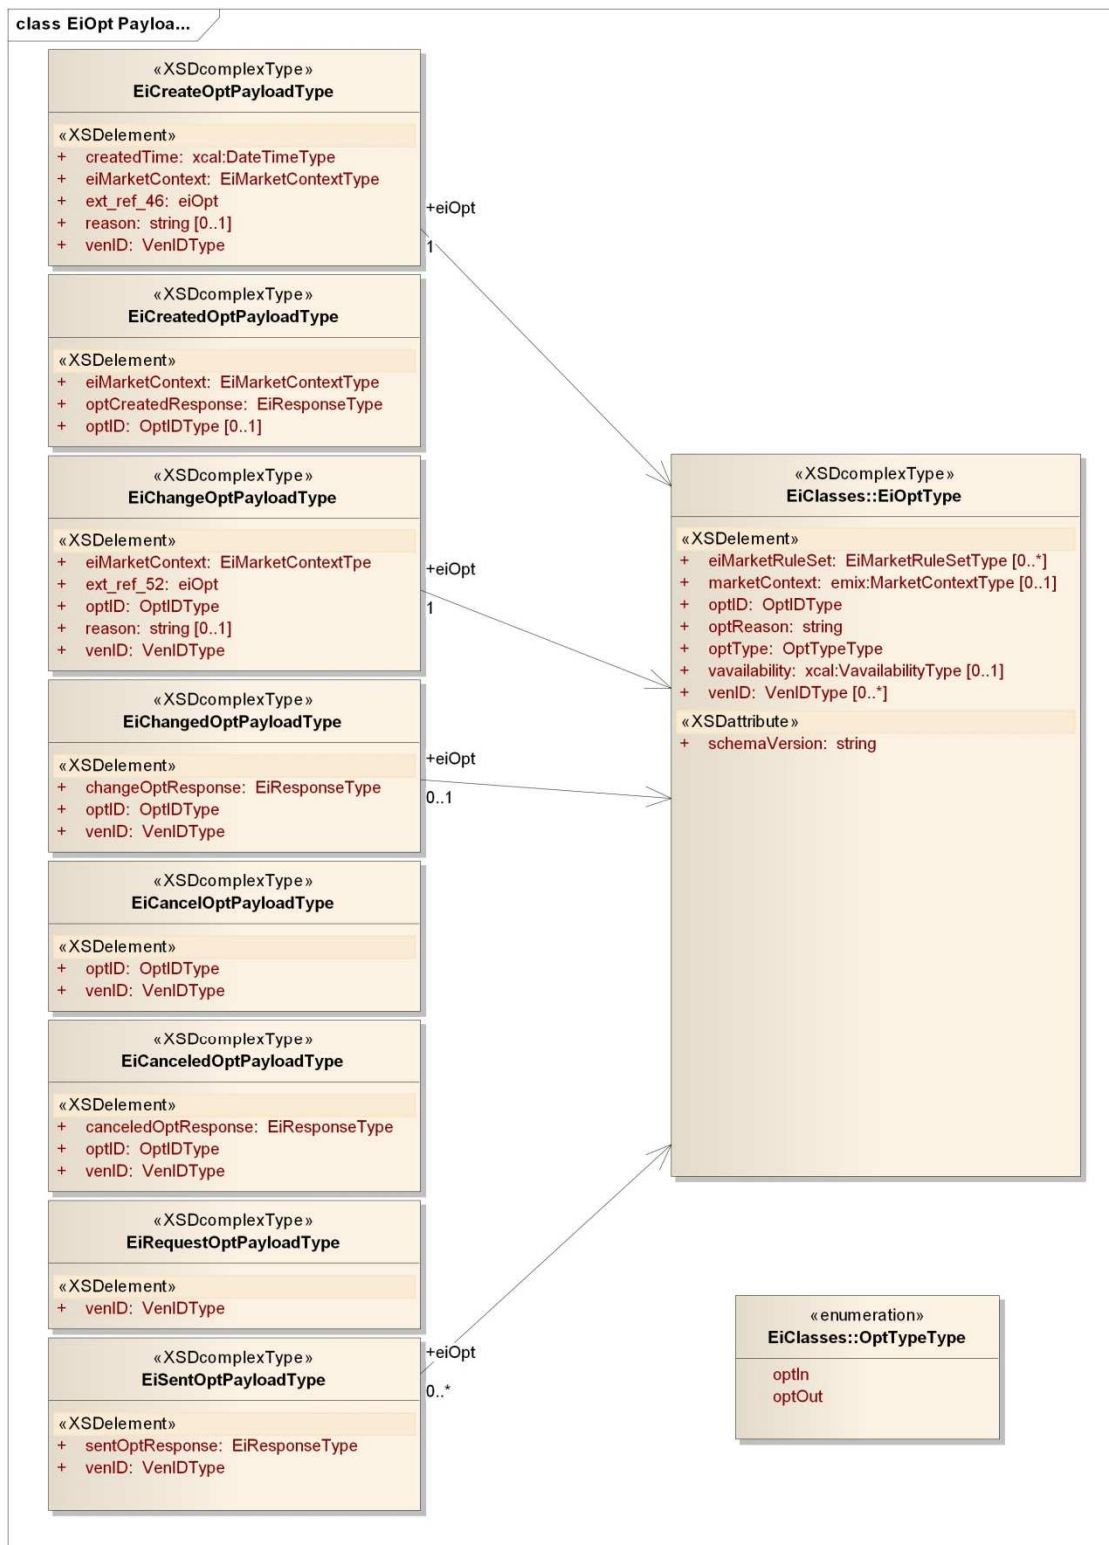 class EiOpt Payloa...
«XSDcomplexType»
EiCreateOptPayloadType
«XSDelement»
+ createdTime: xcal:DateTimeType
+ eiMarketContext: EiMarketContextType
+ ext_ref_46: eiOpt
+ reason: string [0..1]
+ venID: VenIDType
+eiOpt
1
«XSDcomplexType»
EiCreatedOptPayloadType
«XSDelement»
+ eiMarketContext: EiMarketContextType
+ optCreatedResponse: EiResponseType
+ optID: OptIDType [0..1]
«XSDcomplexType»
EiChangeOptPayloadType
«XSDelement»
+ eiMarketContext: EiMarketContextTpe
+ ext_ref_52: eiOpt
+ optID: OptIDType
+ reason: string [0..1]
+ venID: VenIDType
+eiOpt
1
«XSDcomplexType»
EiChangedOptPayloadType
«XSDelement»
+ changeOptResponse: EiResponseType
+ optID: OptIDType
+ venID: VenIDType
+eiOpt
0..1
«XSDcomplexType»
EiCancelOptPayloadType
«XSDelement»
+ optID: OptIDType
+ venID: VenIDType
«XSDcomplexType»
EiCanceledOptPayloadType
«XSDelement»
+ canceledOptResponse: EiResponseType
+ optID: OptIDType
+ venID: VenIDType
«XSDcomplexType»
EiRequestOptPayloadType
«XSDelement»
+ venID: VenIDType
«XSDcomplexType»
EiSentOptPayloadType
«XSDelement»
+ sentOptResponse: EiResponseType
+ venID: VenIDType
+eiOpt
0..*
«XSDcomplexType»
EiClasses::EiOptType
«XSDelement»
+ eiMarketRuleSet: EiMarketRuleSetType [0..*]
+ marketContext: emix:MarketContextType [0..1]
+ optID: OptIDType
+ optReason: string
+ optType: OptTypeType
+ vavailability: xcal:VavailabilityType [0..1]
+ venID: VenIDType [0..*]
«XSDattribute»
+ schemaVersion: string
«enumeration»
EiClasses::OptTypeType
optIn
optOut